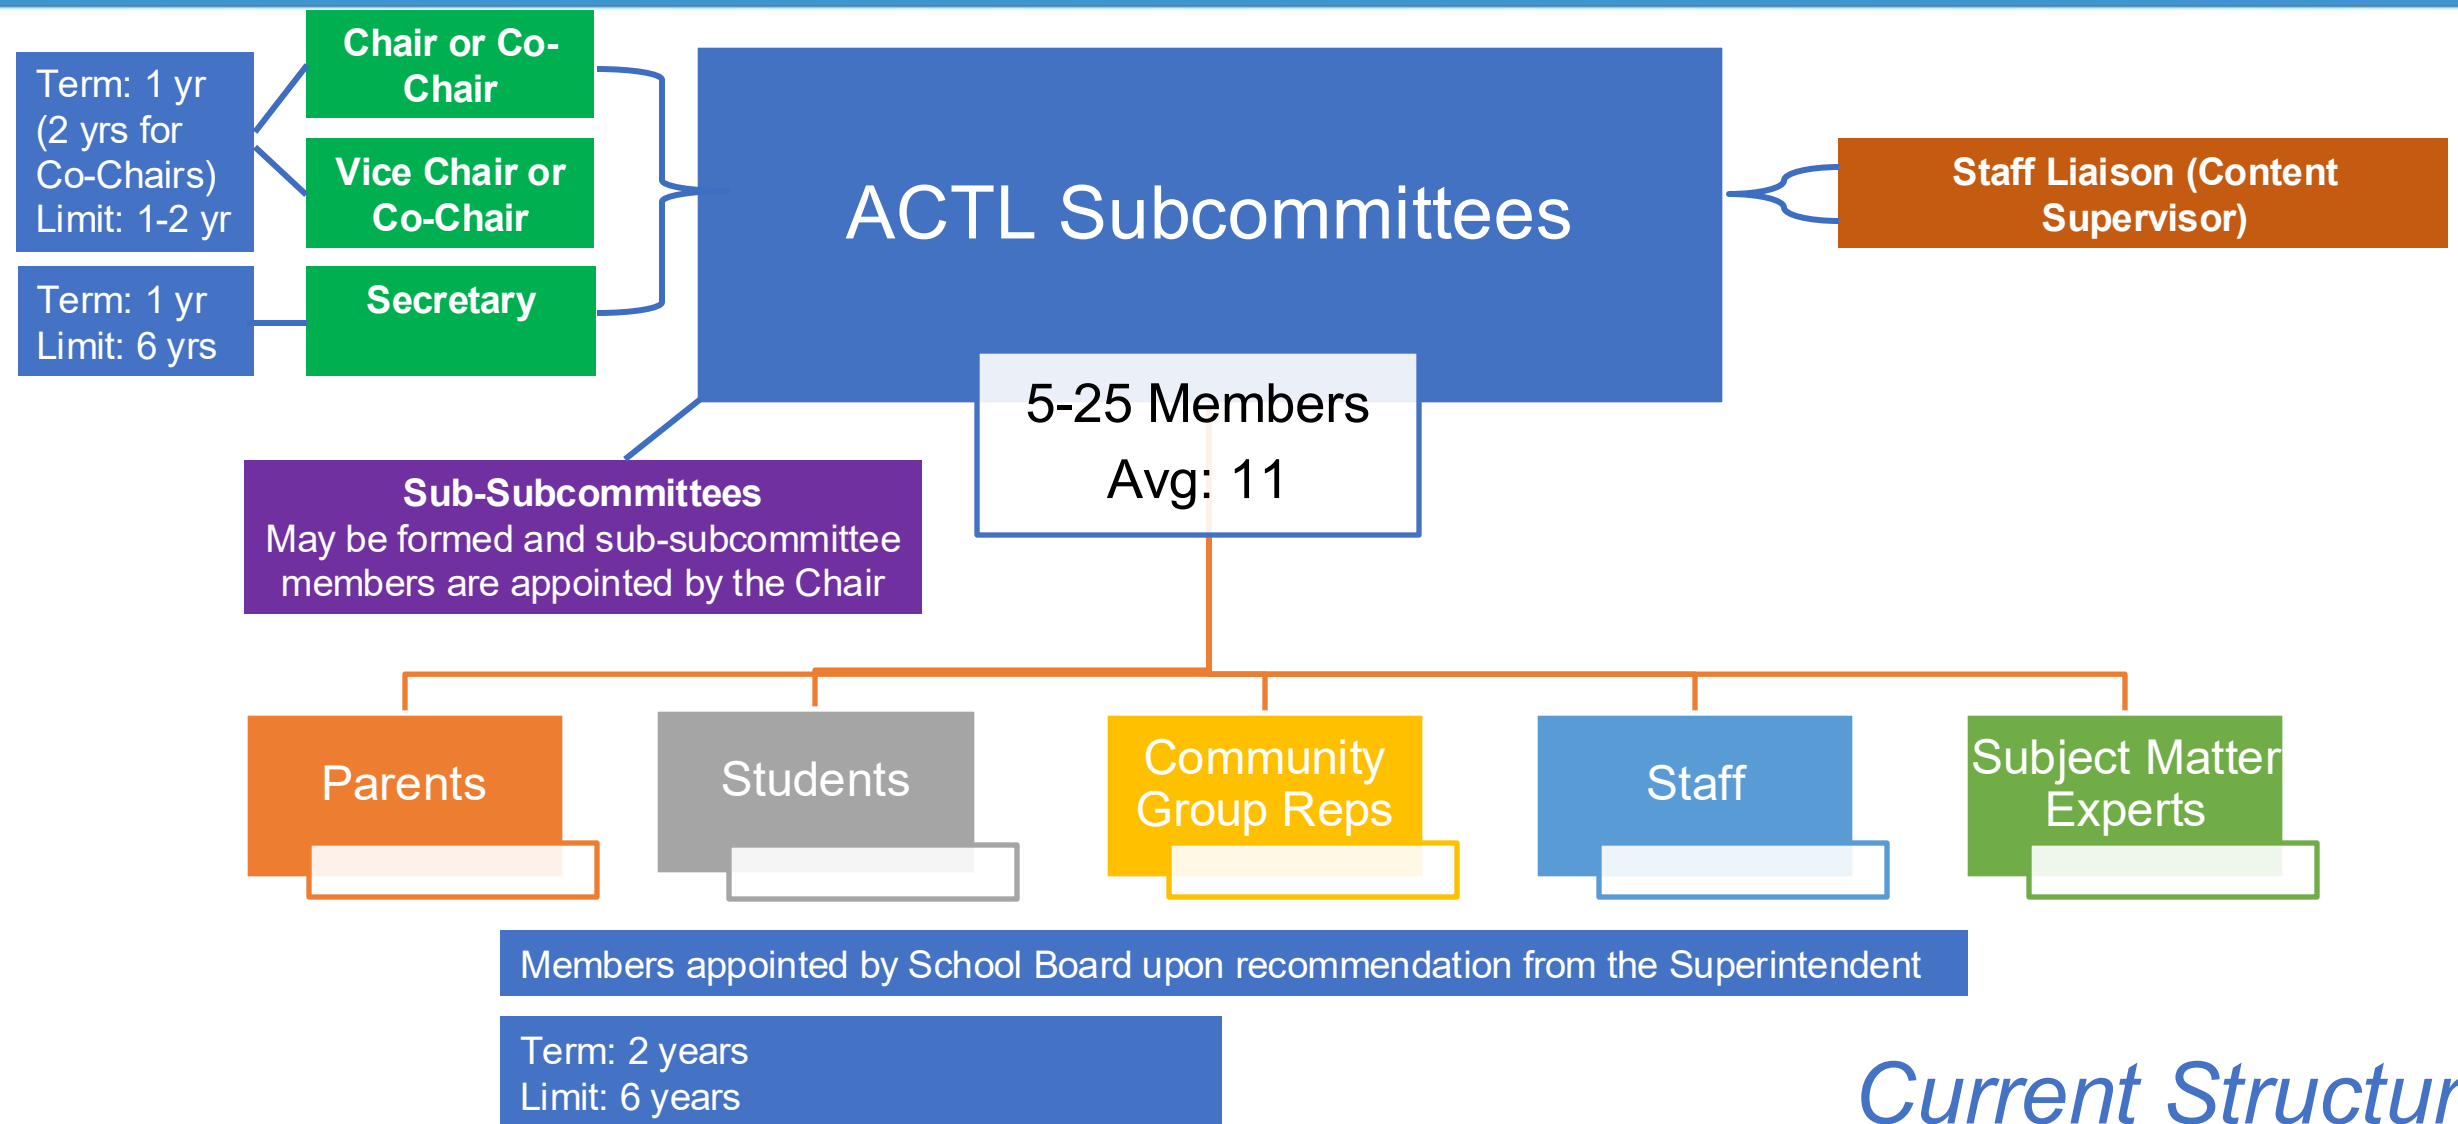 Chair or Co-
Chair
Term: 1 yr
(2 yrs for
Co-Chairs)
Limit: 1-2 yr
Vice Chair or
Co-Chair
Term: 1 yr
Limit: 6 yrs
Secretary
ACTL Subcommittees
Staff Liaison (Content
Supervisor)
5-25 Members
Avg: 11
Sub-Subcommittees
May be formed and sub-subcommittee
members are appointed by the Chair
Parents
Students
Community
Group Reps
Staff
Subject Matter
Experts
Members appointed by School Board upon recommendation from the Superintendent
Term: 2 years
Limit: 6 years
Current Structur